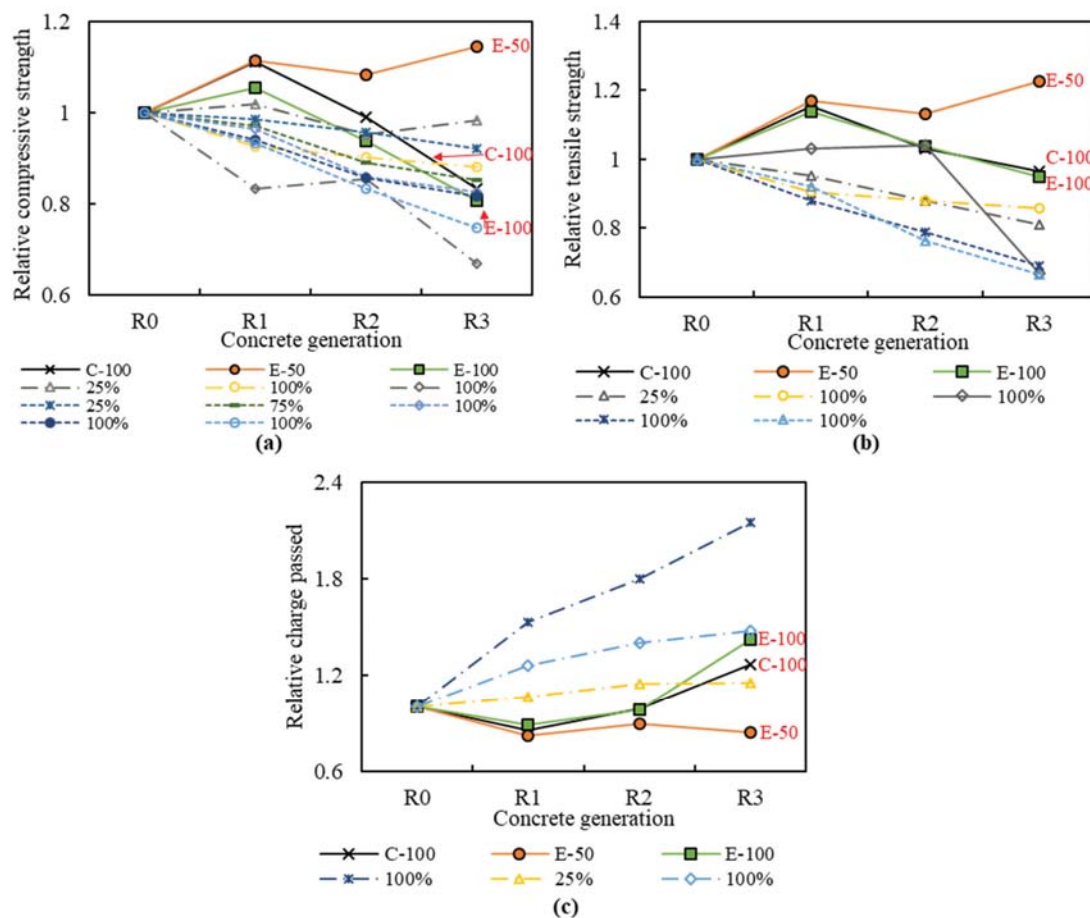 Relative compressive strength
1.2
1
0.8
0.6
R0 R1 R2 R3
Concrete generation
E-50
C-100
E-100
C-100 E-50 E-100
25% 100% 100%
25% 75% 100%
100% 100%
(a)
Relative tensile strength
1.4
1.2
1.0
0.8
0.6
R0 R1 R2 R3
Concrete generation
E-50
C-100
E-100
C-100 E-50 E-100
25% 100% 100%
100% 100%
(b)
Relative charge passed
2.4
1.8
1.2
0.6
R0 R1 R2 R3
Concrete generation
E-100
C-100
E-50
C-100 E-50 E-100
100% 25% 100%
(c)